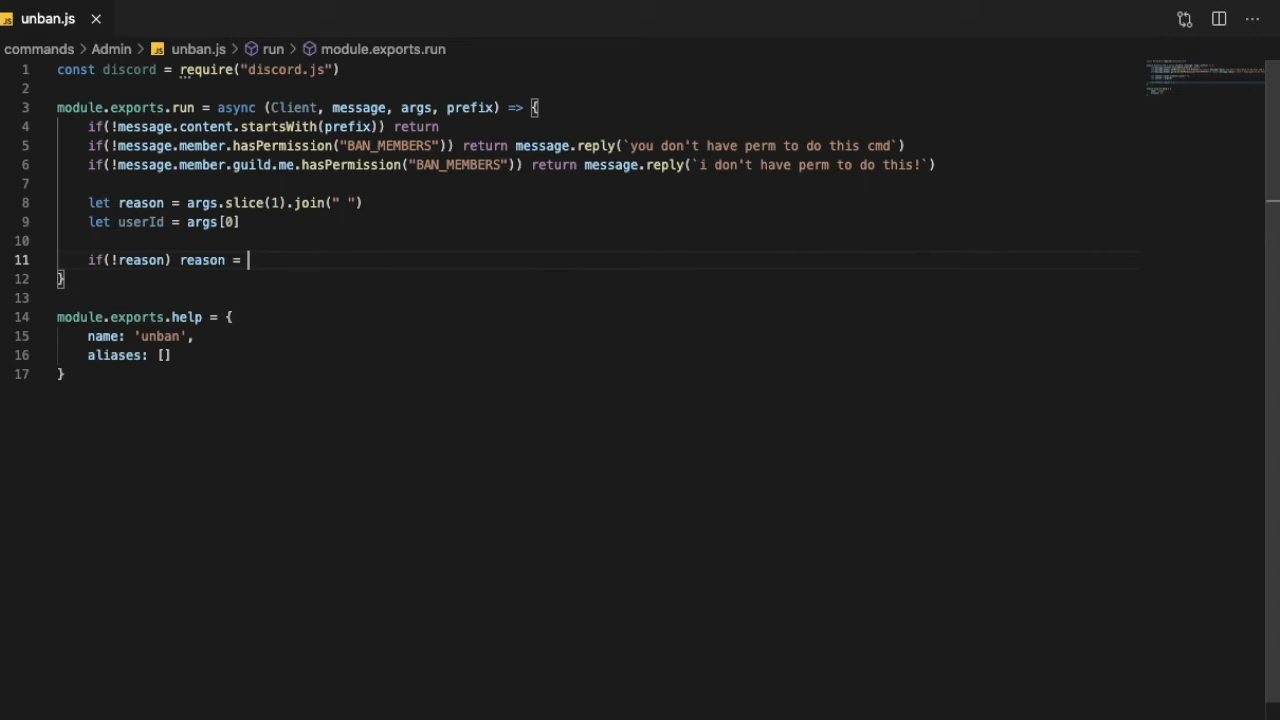 JS unban.js
commands > Admin > JS unban.js > run > module.exports.run
1 const discord = require("discord.js")
2
3 module.exports.run = async (Client, message, args, prefix) => {
4 if(!message.content.startsWith(prefix)) return
5 if(!message.member.hasPermission("BAN_MEMBERS")) return message.reply(`you don't have perm to do this cmd`)
6 if(!message.member.guild.me.hasPermission("BAN_MEMBERS")) return message.reply(`i don't have perm to do this!`)
7
8 let reason = args.slice(1).join(" ")
9 let userId = args[0]
10
11 if(!reason) reason =
12 }
13
14 module.exports.help = {
15 name: 'unban',
16 aliases: []
17 }